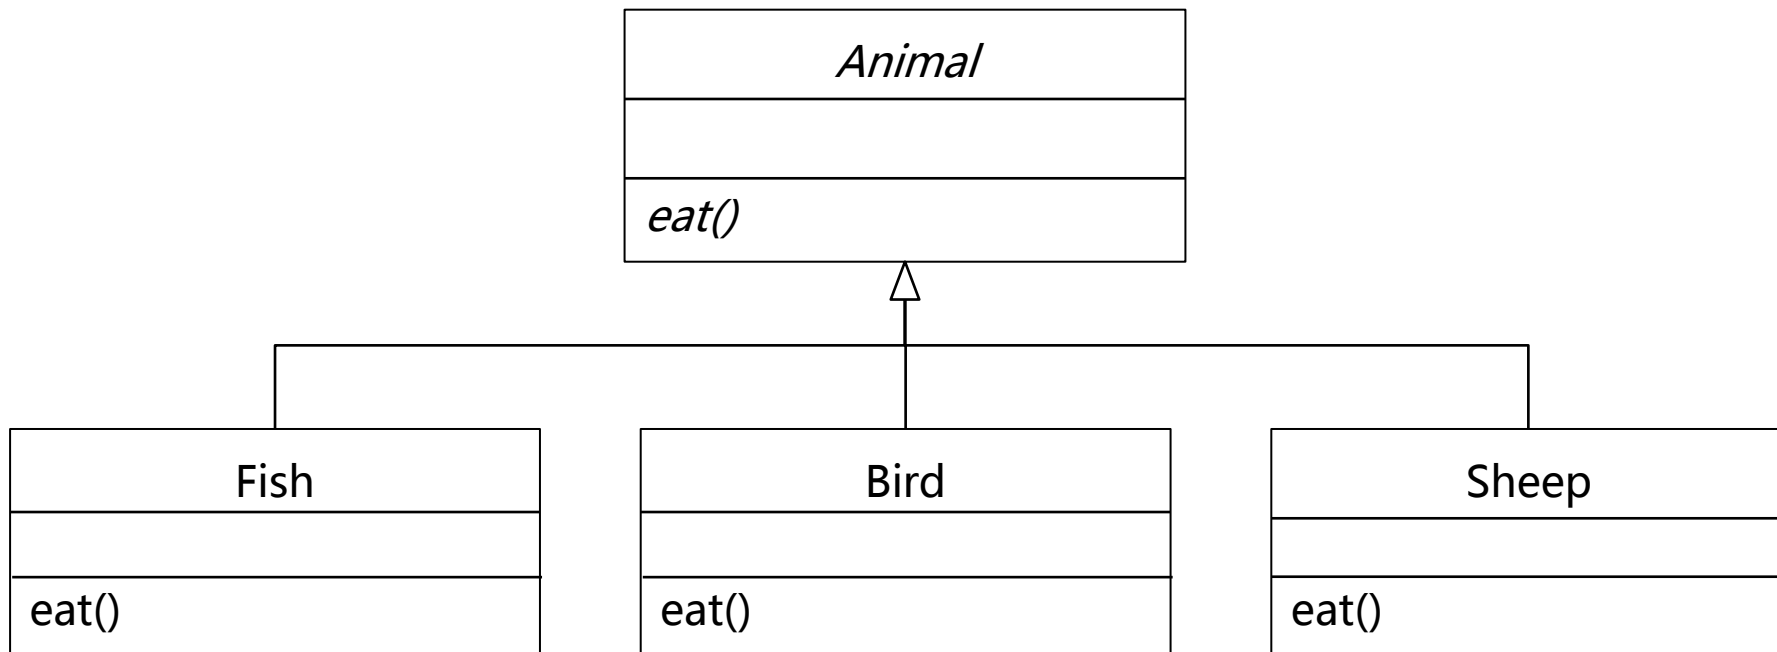 Animal
eat()
Fish
Bird
Sheep
eat()
eat()
eat()